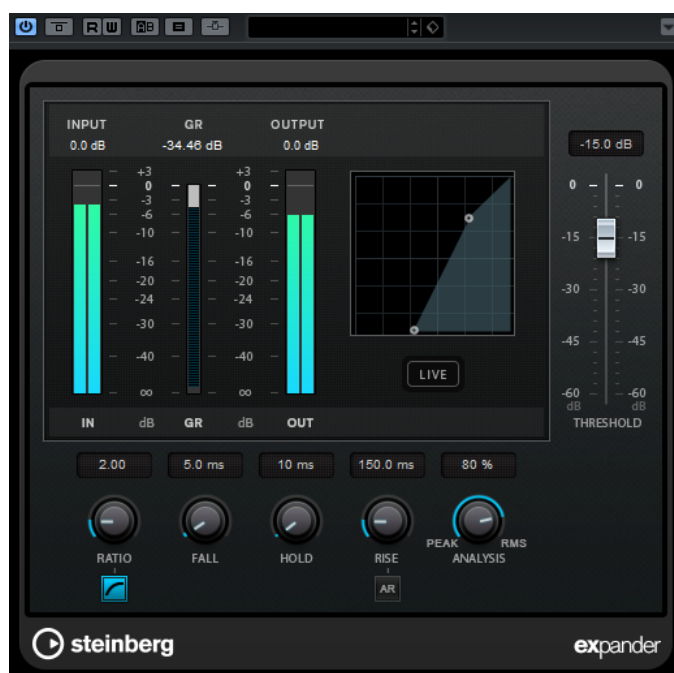 R W AB
INPUT GR OUTPUT
0.0 dB -34.46 dB 0.0 dB
-15.0 dB
+3 +3
0 0
-3 -3
-6 -6
-10 -10
-16 -16
-20 -20
-24 -24
-30 -30
-40 -40
∞ ∞
0 0
-15 -15
-30 -30
-45 -45
-60 -60
dB dB
THRESHOLD
LIVE
IN dB GR dB OUT
2.00 5.0 ms 10 ms 150.0 ms 80 %
PEAK RMS
RATIO FALL HOLD RISE ANALYSIS
AR
steinberg expander